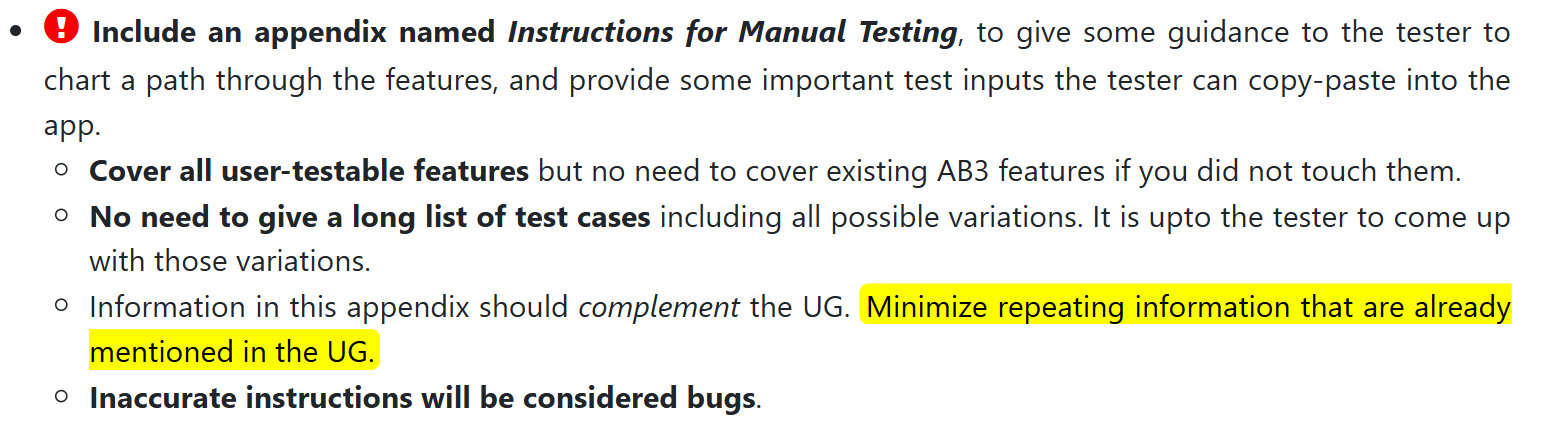 Include an appendix named Instructions for Manual Testing, to give some guidance to the tester to
chart a path through the features, and provide some important test inputs the tester can copy-paste into the
app.
Cover all user-testable features but no need to cover existing AB3 features if you did not touch them.
No need to give a long list of test cases including all possible variations. It is upto the tester to come up
with those variations.
Information in this appendix should complement the UG. Minimize repeating information that are already
mentioned in the UG.
Inaccurate instructions will be considered bugs.